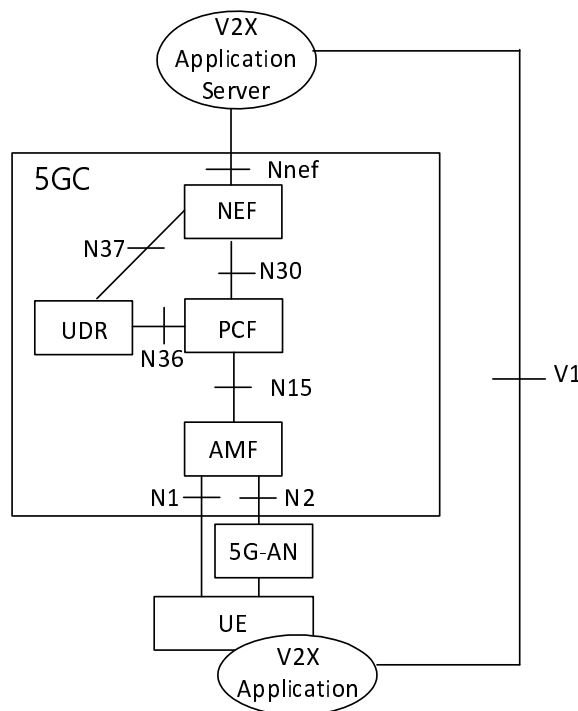 V2X
Application
Server
Nnef
5GC
NEF
N37
N30
UDR
PCF
N36
V1
N15
AMF
N1
N2
5G-AN
UE
V2X
Application